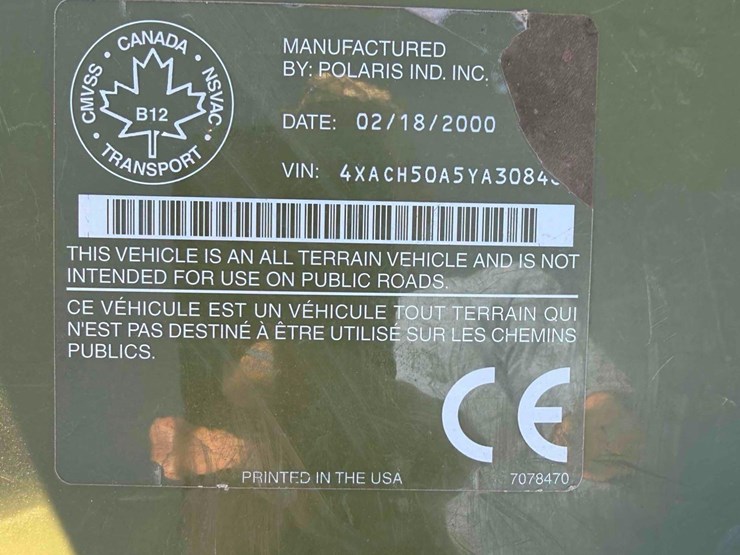 CMVSS • CANADA • NSVAC • TRANSPORT •
B12
MANUFACTURED
BY: POLARIS IND. INC.
DATE: 02/18/2000
VIN:
THIS VEHICLE IS AN ALL TERRAIN VEHICLE AND IS NOT
INTENDED FOR USE ON PUBLIC ROADS.
CE VÉHICULE EST UN VÉHICULE TOUT TERRAIN QUI
N'EST PAS DESTINÉ À ÊTRE UTILISÉ SUR LES CHEMINS
PUBLICS.
CE
PRINTED IN THE USA
7078470